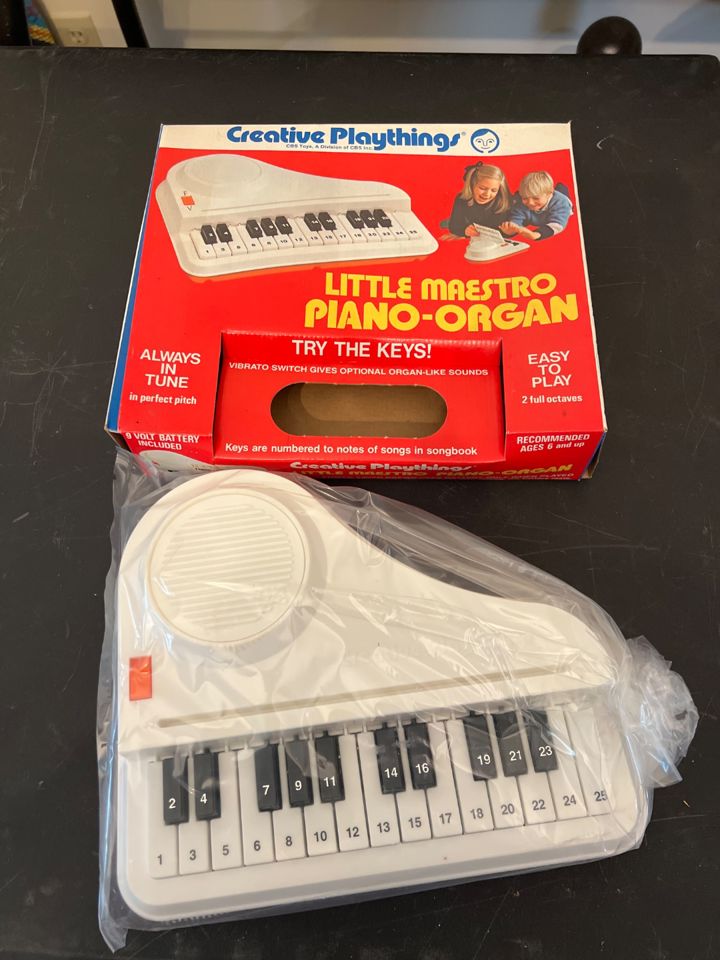 Creative Playthings®
CBS Toys, A Division of CBS Inc.
F
V
LITTLE MAESTRO
PIANO-ORGAN
TRY THE KEYS!
VIBRATO SWITCH GIVES OPTIONAL ORGAN-LIKE SOUNDS
ALWAYS
IN
TUNE
in perfect pitch
EASY
TO
PLAY
2 full octaves
9 VOLT BATTERY
INCLUDED
Keys are numbered to notes of songs in songbook
RECOMMENDED
AGES 6 and up
Creative Playthings
LITTLE MAESTRO PIANO-ORGAN
2 4 7 9 11 14 16 19 21 23
1 3 5 6 8 10 12 13 15 17 18 20 22 24 25